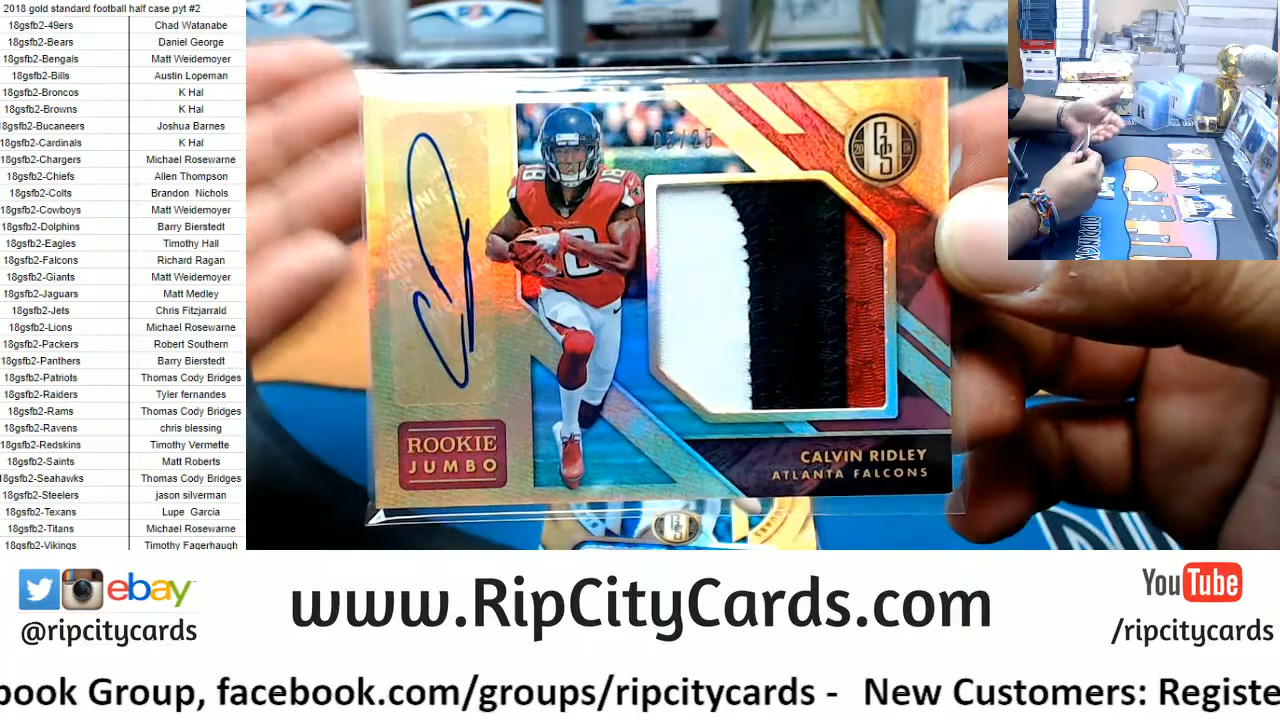 2018 gold standard football half case pyt #2
18gsfb2-49ers Chad Watanabe
18gsfb2-Bears Daniel George
18gsfb2-Bengals Matt Weidemoyer
18gsfb2-Bills Austin Lopeman
18gsfb2-Broncos K Hal
18gsfb2-Browns K Hal
18gsfb2-Bucaneers Joshua Barnes
18gsfb2-Cardinals K Hal
18gsfb2-Chargers Michael Rosewarne
18gsfb2-Chiefs Allen Thompson
18gsfb2-Colts Brandon Nichols
18gsfb2-Cowboys Matt Weidemoyer
18gsfb2-Dolphins Barry Bierstedt
18gsfb2-Eagles Timothy Hall
18gsfb2-Falcons Richard Ragan
18gsfb2-Giants Matt Weidemoyer
18gsfb2-Jaguars Matt Medley
18gsfb2-Jets Chris Fitzjarrald
18gsfb2-Lions Michael Rosewarne
18gsfb2-Packers Robert Southern
18gsfb2-Panthers Barry Bierstedt
18gsfb2-Patriots Thomas Cody Bridges
18gsfb2-Raiders Tyler fernandes
18gsfb2-Rams Thomas Cody Bridges
18gsfb2-Ravens chris blessing
18gsfb2-Redskins Timothy Vermette
18gsfb2-Saints Matt Roberts
18gsfb2-Seahawks Thomas Cody Bridges
18gsfb2-Steelers jason silverman
18gsfb2-Texans Lupe Garcia
18gsfb2-Titans Michael Rosewarne
18gsfb2-Vikings Timothy Fagerhaugh
GS
20 18
18
ROOKIE
JUMBO
CALVIN RIDLEY
ATLANTA FALCONS
ebay
@ripcitycards
www.RipCityCards.com
YouTube
/ripcitycards
book Group, facebook.com/groups/ripcitycards - New Customers: Registe